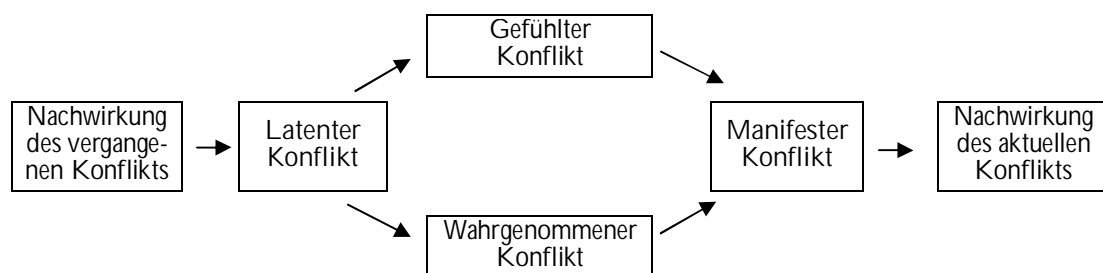 Gefühlter
Konflikt
Nachwirkung
des vergange-
nen Konflikts
Latenter
Konflikt
Manifester
Konflikt
Nachwirkung
des aktuellen
Konflikts
Wahrgenommener
Konflikt